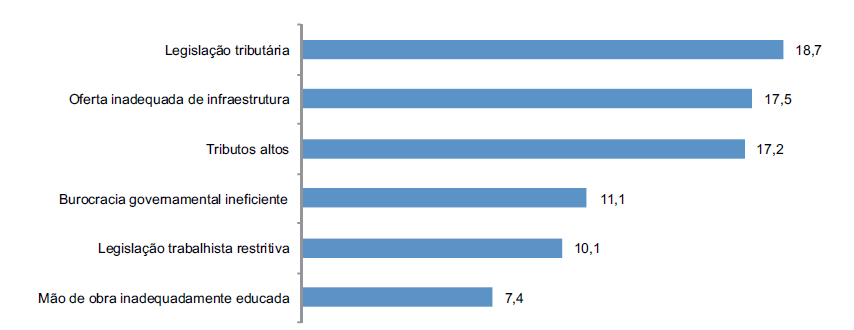 Legislação tributária 18,7
Oferta inadequada de infraestrutura 17,5
Tributos altos 17,2
Burocracia governamental ineficiente 11,1
Legislação trabalhista restritiva 10,1
Mão de obra inadequadamente educada 7,4